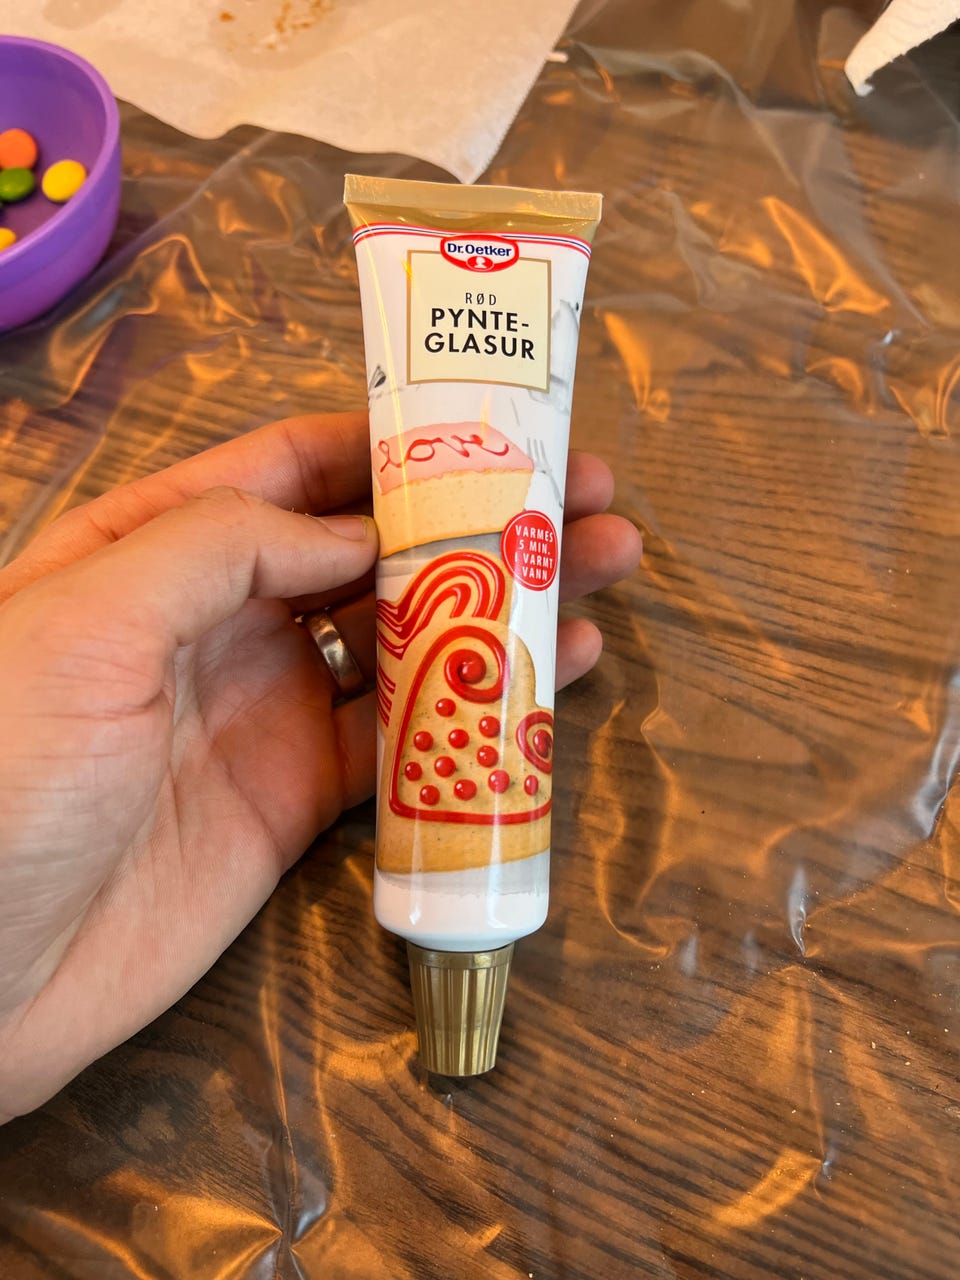 Dr. Oetker
RØD
PYNTE-
GLASUR
love
VARMES
5 MIN.
I VARMT
VANN